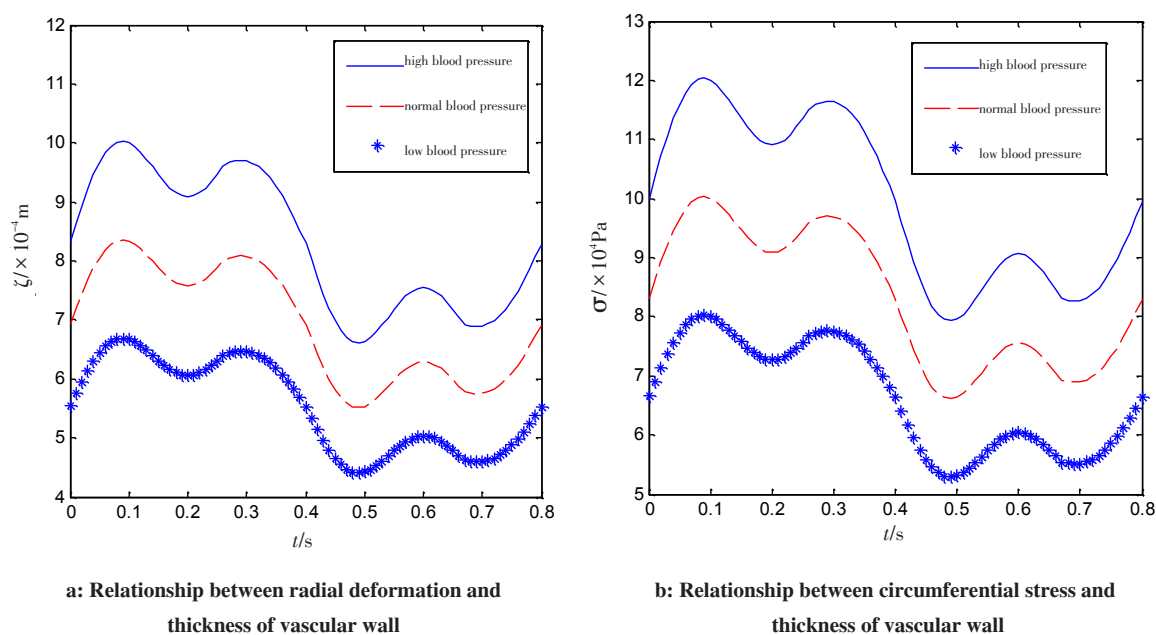 12
11
10
9
8
7
6
5
4
ζ/×10⁻⁴m
high blood pressure
normal blood pressure
low blood pressure
0 0.1 0.2 0.3 0.4 0.5 0.6 0.7 0.8
t/s
a: Relationship between radial deformation and
thickness of vascular wall
13
12
11
10
9
8
7
6
5
σ/×10⁴Pa
high blood pressure
normal blood pressure
low blood pressure
0 0.1 0.2 0.3 0.4 0.5 0.6 0.7 0.8
t/s
b: Relationship between circumferential stress and
thickness of vascular wall